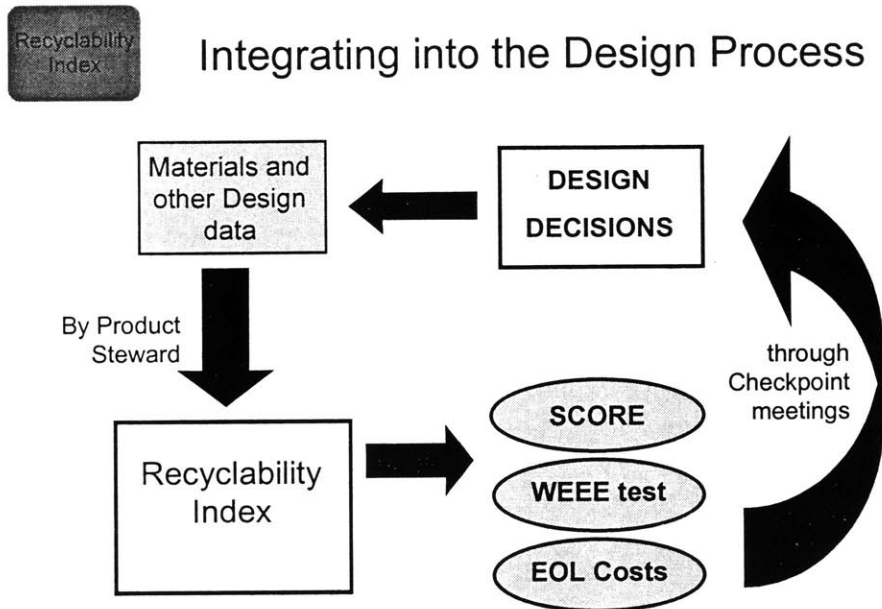 Recyclability
Index
Integrating into the Design Process
Materials and
other Design
data
DESIGN
DECISIONS
By Product
Steward
through
Checkpoint
meetings
Recyclability
Index
SCORE
WEEE test
EOL Costs